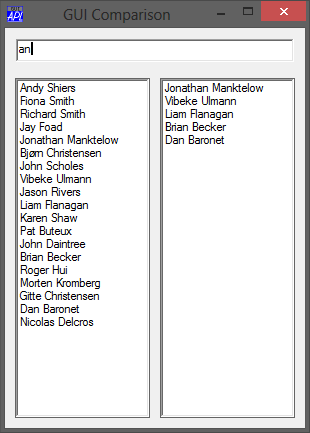 GUI Comparison
an
Andy Shiers
Fiona Smith
Richard Smith
Jay Foad
Jonathan Manktelow
Bjørn Christensen
John Scholes
Vibeke Ulmann
Jason Rivers
Liam Flanagan
Karen Shaw
Pat Buteux
John Daintree
Brian Becker
Roger Hui
Morten Kromberg
Gitte Christensen
Dan Baronet
Nicolas Delcros
Jonathan Manktelow
Vibeke Ulmann
Liam Flanagan
Brian Becker
Dan Baronet